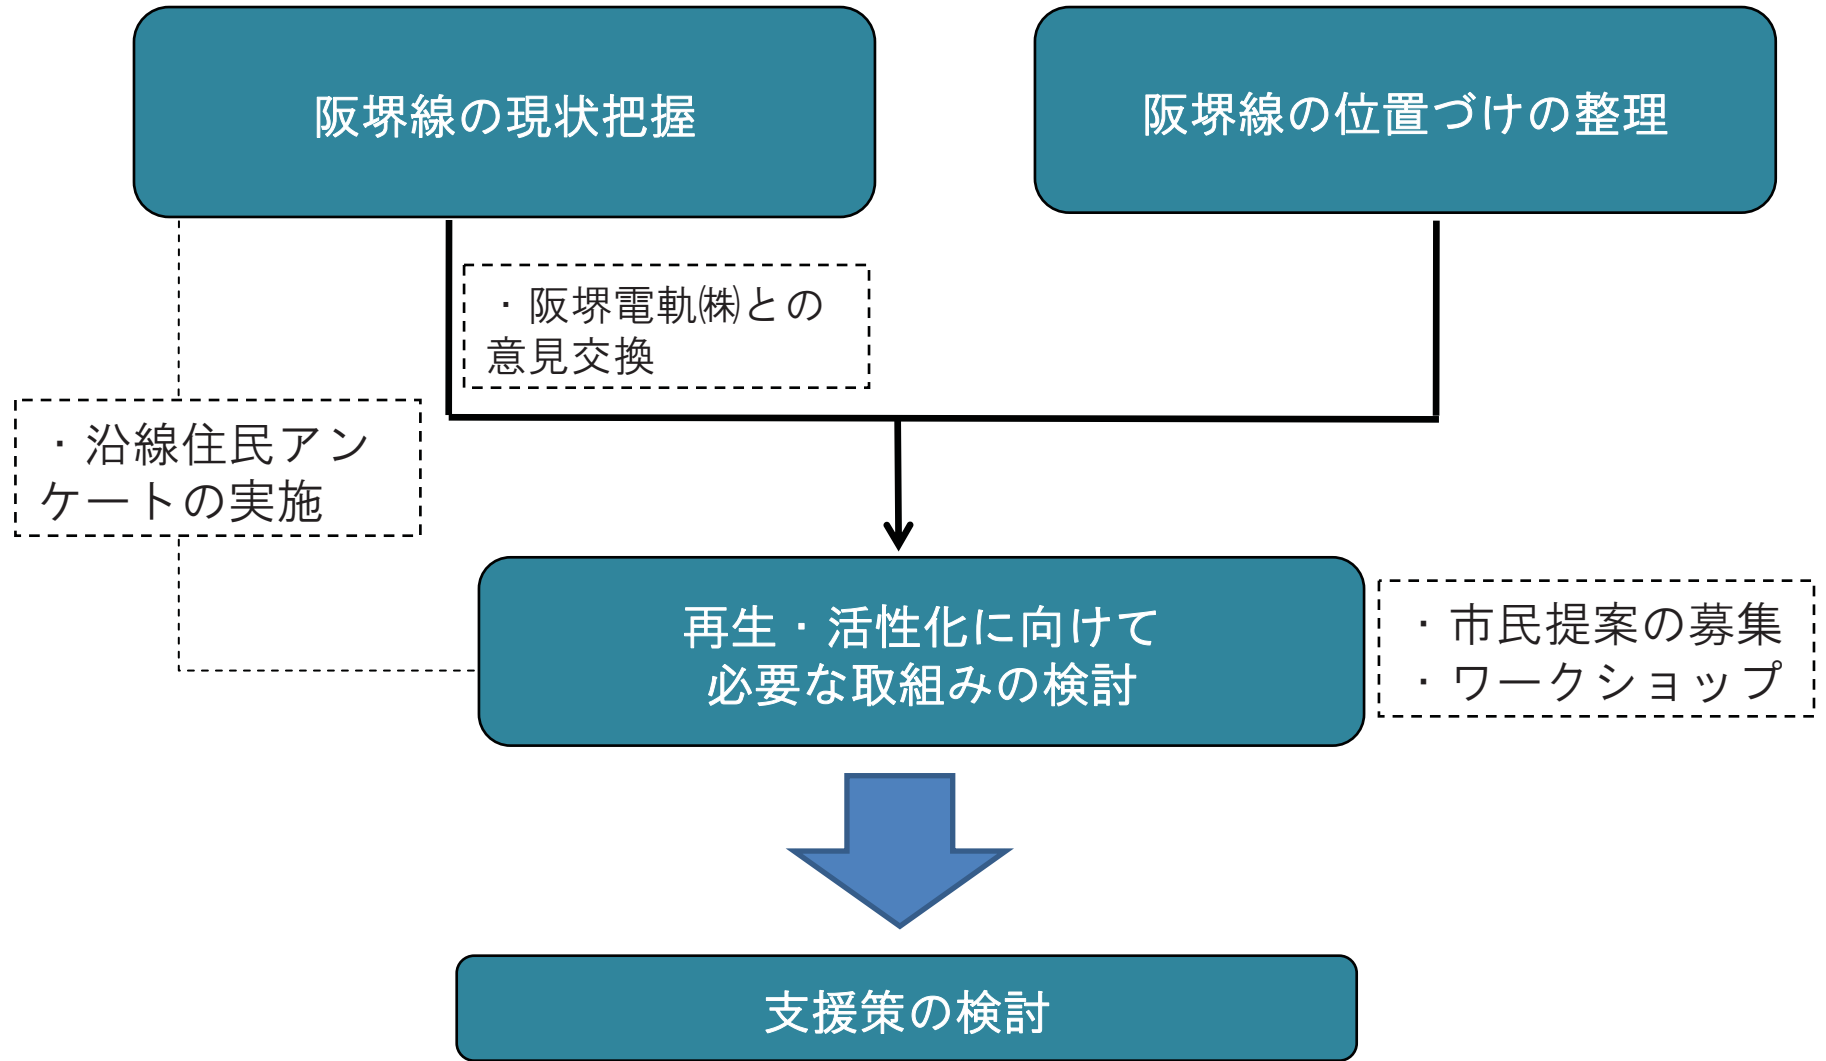 阪堺線の現状把握
阪堺線の位置づけの整理
・阪堺電軌㈱との
意見交換
・沿線住民アン
ケートの実施
再生・活性化に向けて
必要な取組みの検討
・市民提案の募集
・ワークショップ
支援策の検討